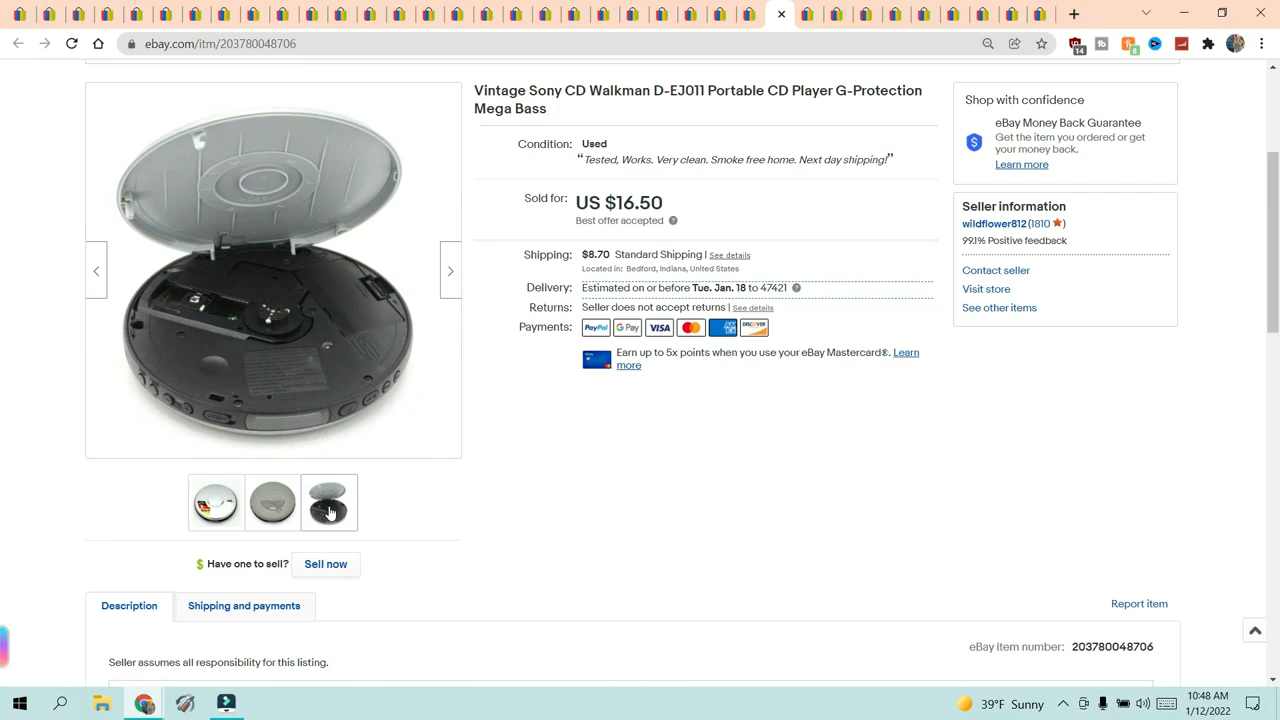 ebay.com/itm/203780048706
14
8
Vintage Sony CD Walkman D-EJ011 Portable CD Player G-Protection
Mega Bass
Condition: Used
“Tested, Works. Very clean. Smoke free home. Next day shipping!”
Sold for: US $16.50
Best offer accepted
Shipping: $8.70 Standard Shipping | See details
Located in: Bedford, Indiana, United States
Delivery: Estimated on or before Tue. Jan. 18 to 47421
Returns: Seller does not accept returns | See details
Payments: PayPal G Pay VISA DISCOVER
Earn up to 5x points when you use your eBay Mastercard®. Learn
more
Shop with confidence
eBay Money Back Guarantee
Get the item you ordered or get
your money back.
Learn more
Seller information
wildflower812 (1810)
99.1% Positive feedback
Contact seller
Visit store
See other items
Have one to sell? Sell now
Description
Shipping and payments
Report item
eBay item number: 203780048706
Seller assumes all responsibility for this listing.
39°F Sunny
10:48 AM
1/12/2022